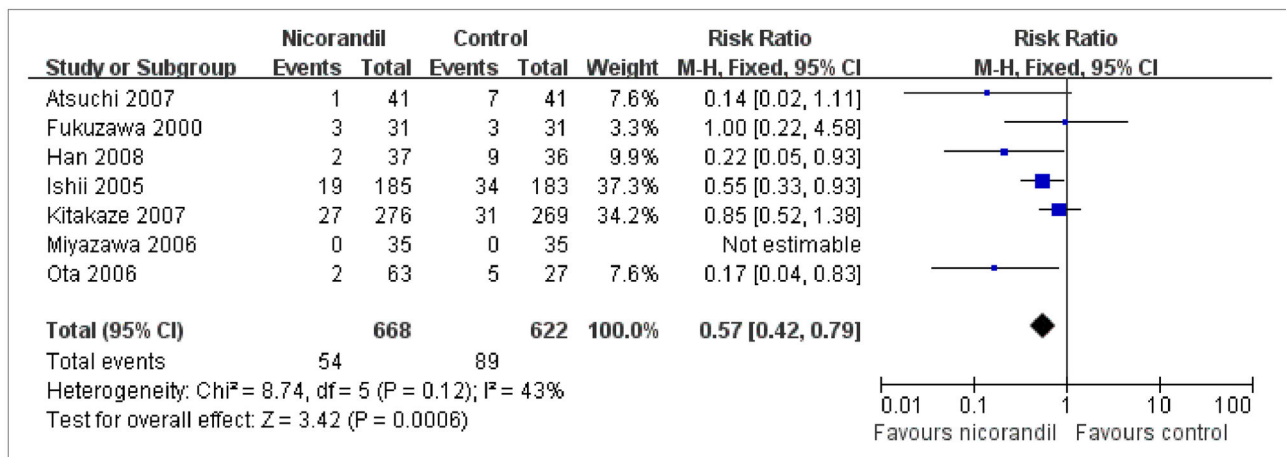 Nicorandil Control Risk Ratio Risk Ratio
Study or Subgroup Events Total Events Total Weight M-H, Fixed, 95% CI M-H, Fixed, 95% CI
Atsuchi 2007 1 41 7 41 7.6% 0.14 [0.02, 1.11]
Fukuzawa 2000 3 31 3 31 3.3% 1.00 [0.22, 4.58]
Han 2008 2 37 9 36 9.9% 0.22 [0.05, 0.93]
Ishii 2005 19 185 34 183 37.3% 0.55 [0.33, 0.93]
Kitakaze 2007 27 276 31 269 34.2% 0.85 [0.52, 1.38]
Miyazawa 2006 0 35 0 35 Not estimable
Ota 2006 2 63 5 27 7.6% 0.17 [0.04, 0.83]
Total (95% CI) 668 622 100.0% 0.57 [0.42, 0.79]
Total events 54 89
Heterogeneity: Chi² = 8.74, df = 5 (P = 0.12); I² = 43%
Test for overall effect: Z = 3.42 (P = 0.0006)
0.01 0.1 1 10 100
Favours nicorandil Favours control